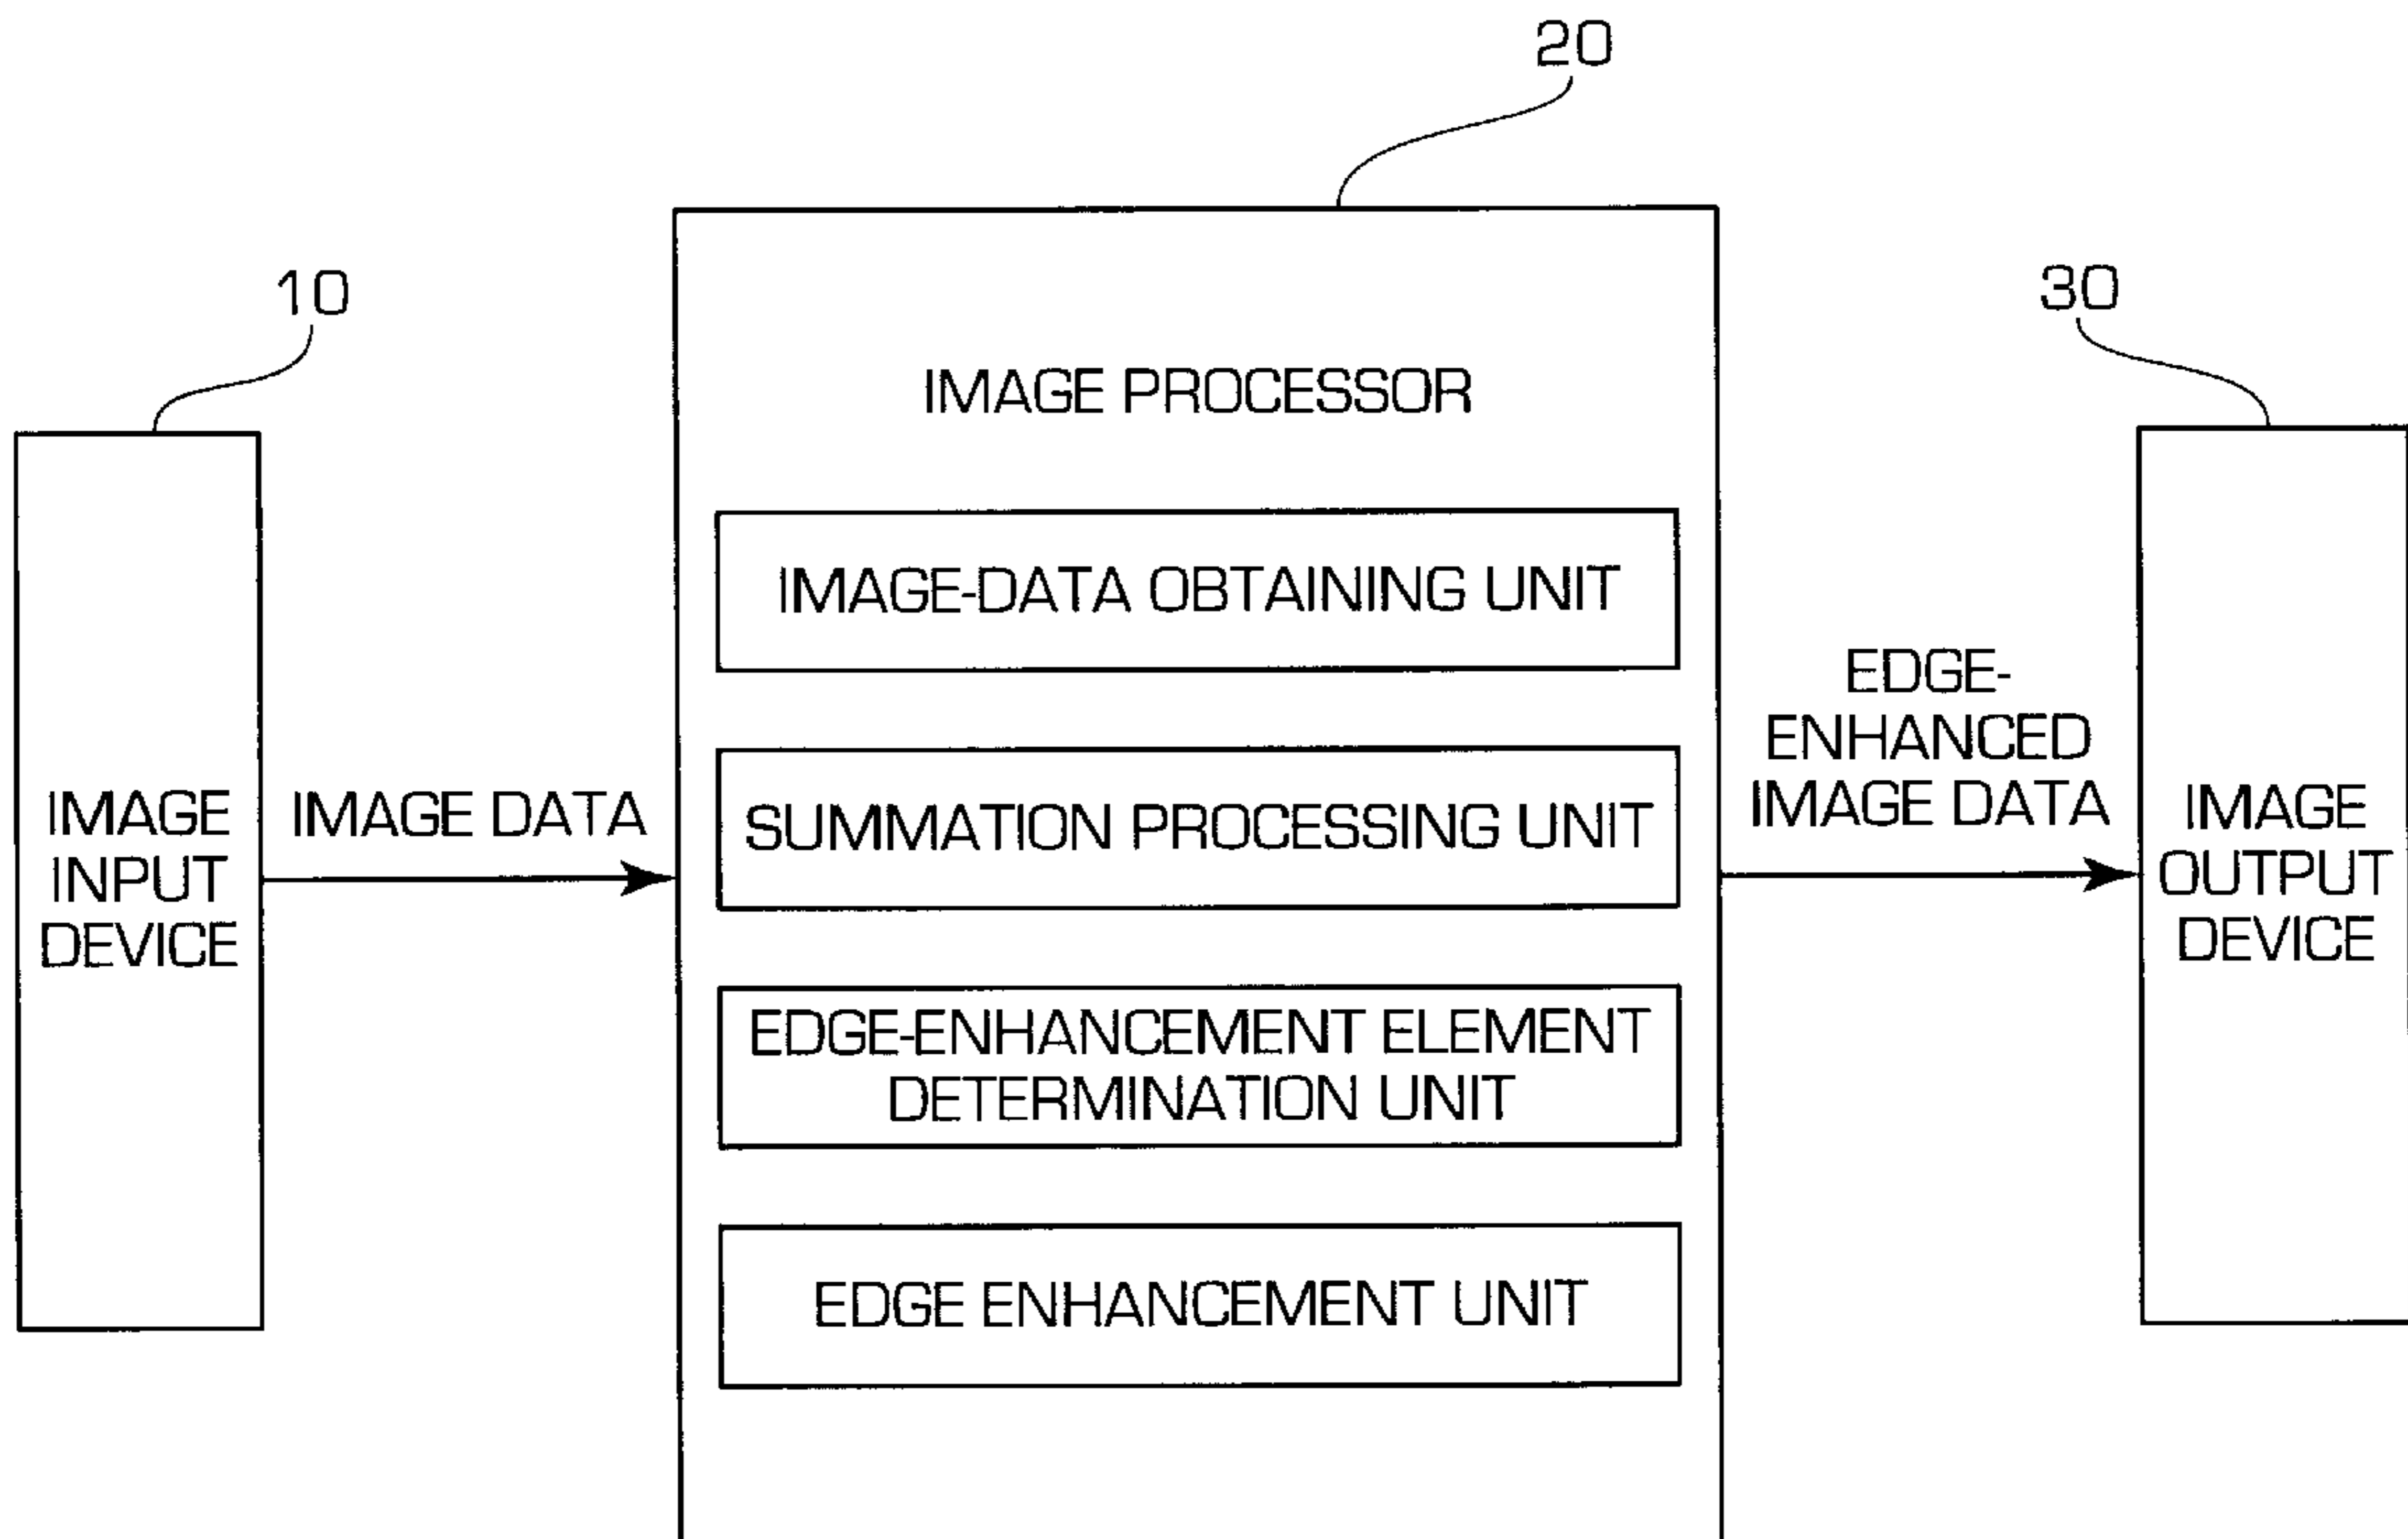 20
10
30
IMAGE PROCESSOR
IMAGE-DATA OBTAINING UNIT
SUMMATION PROCESSING UNIT
EDGE-ENHANCEMENT ELEMENT
DETERMINATION UNIT
EDGE ENHANCEMENT UNIT
IMAGE
INPUT
DEVICE
IMAGE DATA
EDGE-
ENHANCED
IMAGE DATA
IMAGE
OUTPUT
DEVICE